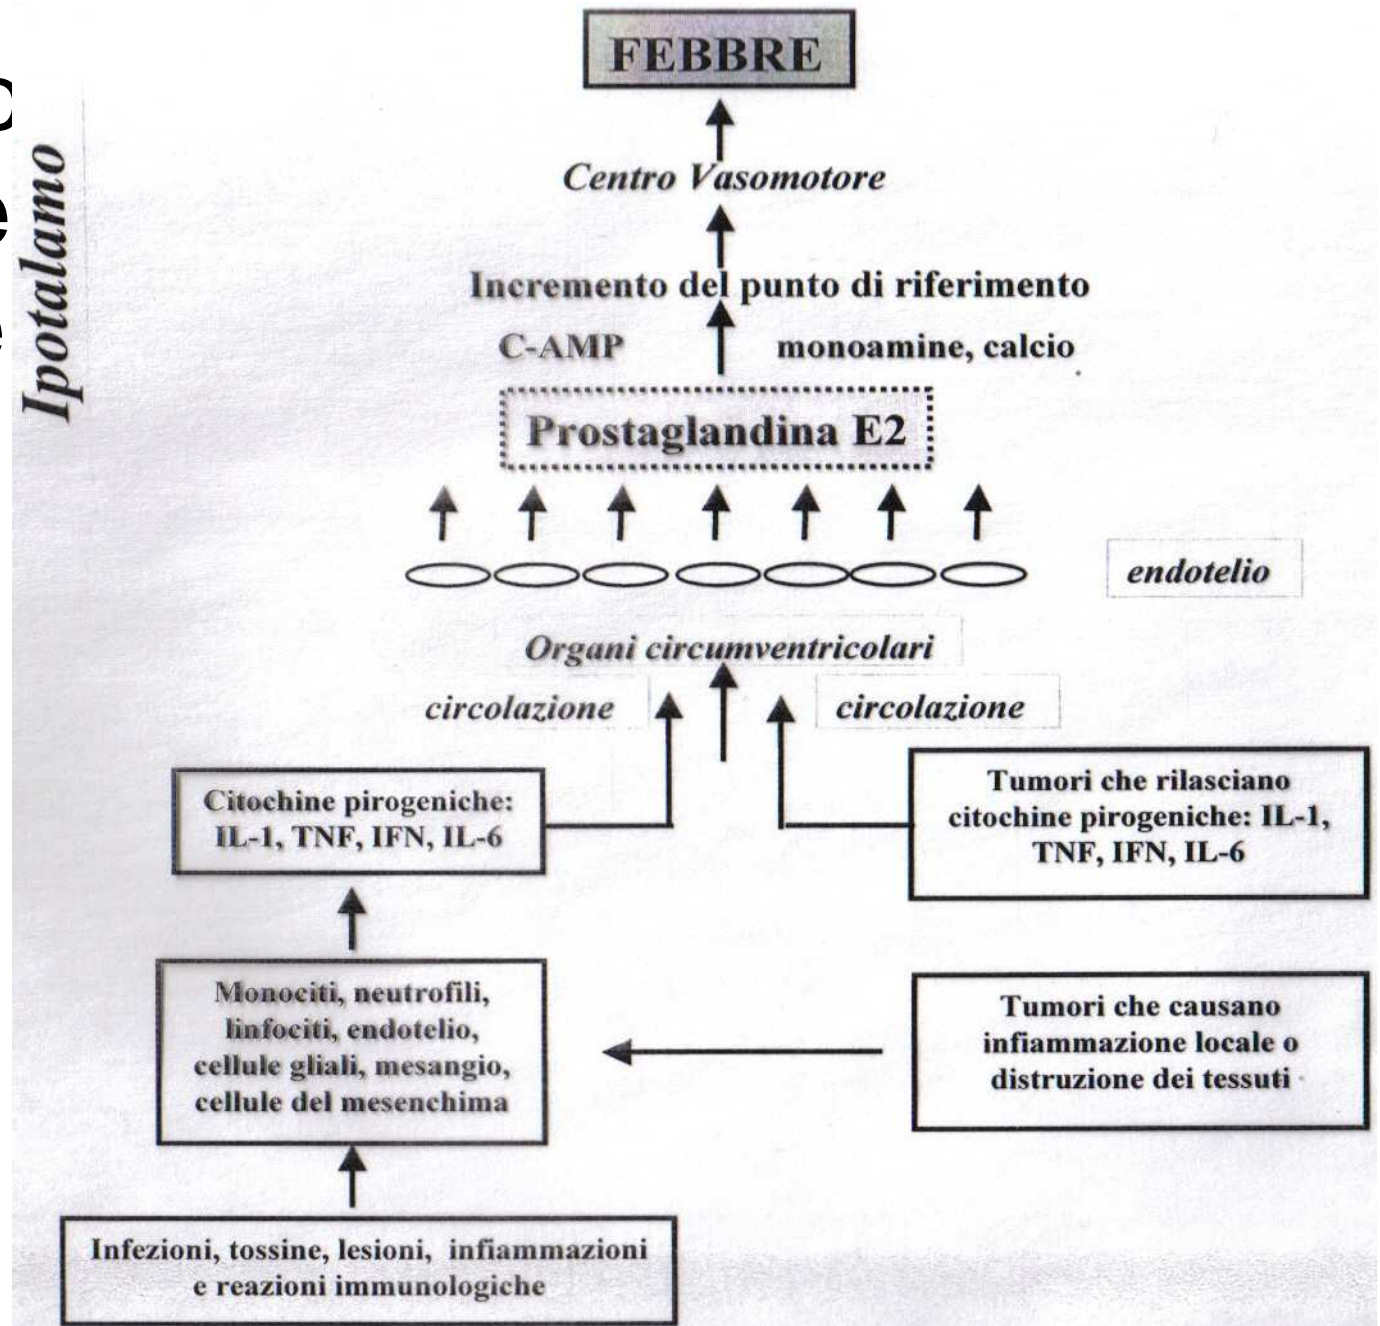 FEBBRE
Centro Vasomotore
Incremento del punto di riferimento
C-AMP monoamine, calcio
Prostaglandina E2
Ipotalamo
endotelio
Organi circumventricolari
circolazione
circolazione
Citochine pirogeniche:
IL-1, TNF, IFN, IL-6
Tumori che rilasciano
citochine pirogeniche: IL-1,
TNF, IFN, IL-6
Monociti, neutrofili,
linfociti, endotelio,
cellule gliali, mesangio,
cellule del mesenchima
Tumori che causano
infiammazione locale o
distruzione dei tessuti
Infezioni, tossine, lesioni, infiammazioni
e reazioni immunologiche